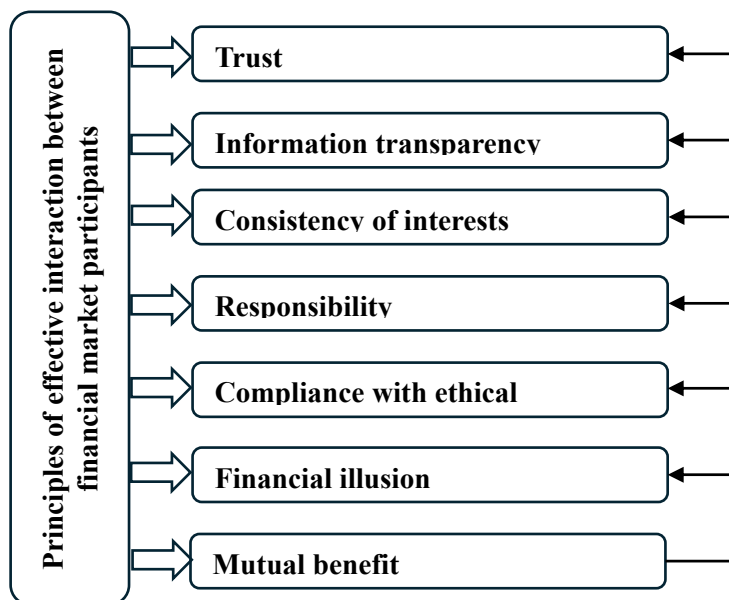 Principles of effective interaction between
financial market participants
Trust
Information transparency
Consistency of interests
Responsibility
Compliance with ethical
Financial illusion
Mutual benefit